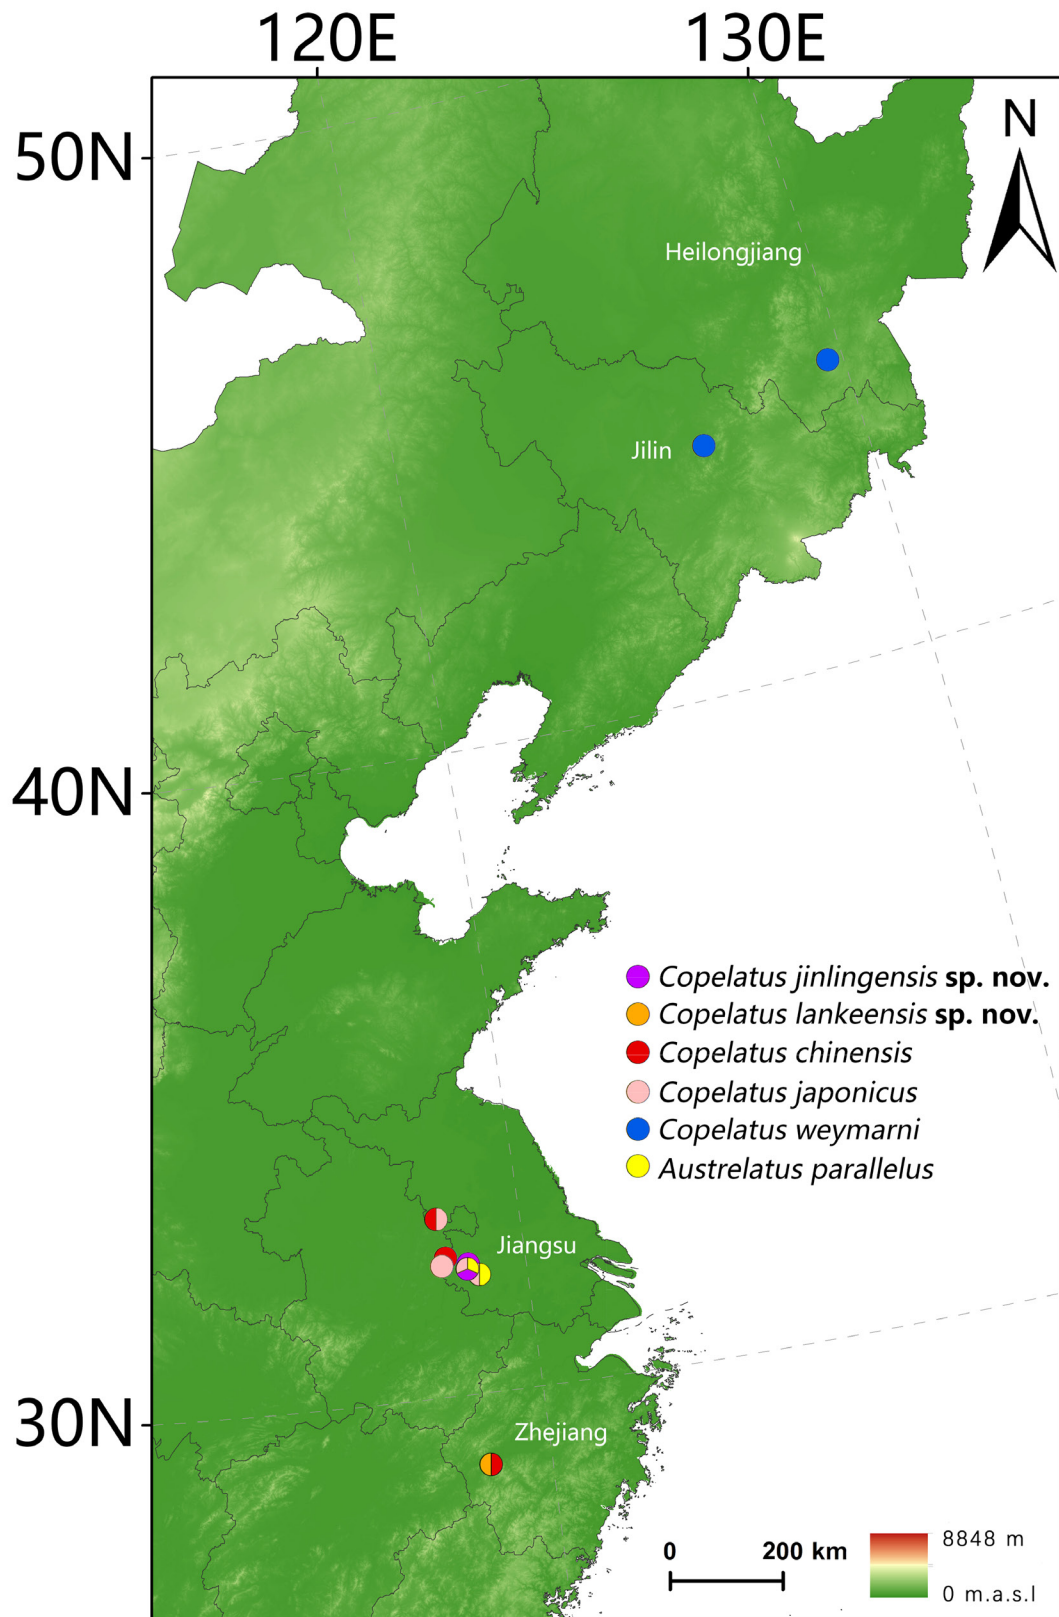 120E 130E
50N
N
Heilongjiang
Jilin
40N
Copelatus jinlingensis sp. nov.
Copelatus lankeensis sp. nov.
Copelatus chinensis
Copelatus japonicus
Copelatus weymarni
Austrelatus parallelus
Jiangsu
30N
Zhejiang
0 200 km
8848 m
0 m.a.s.l